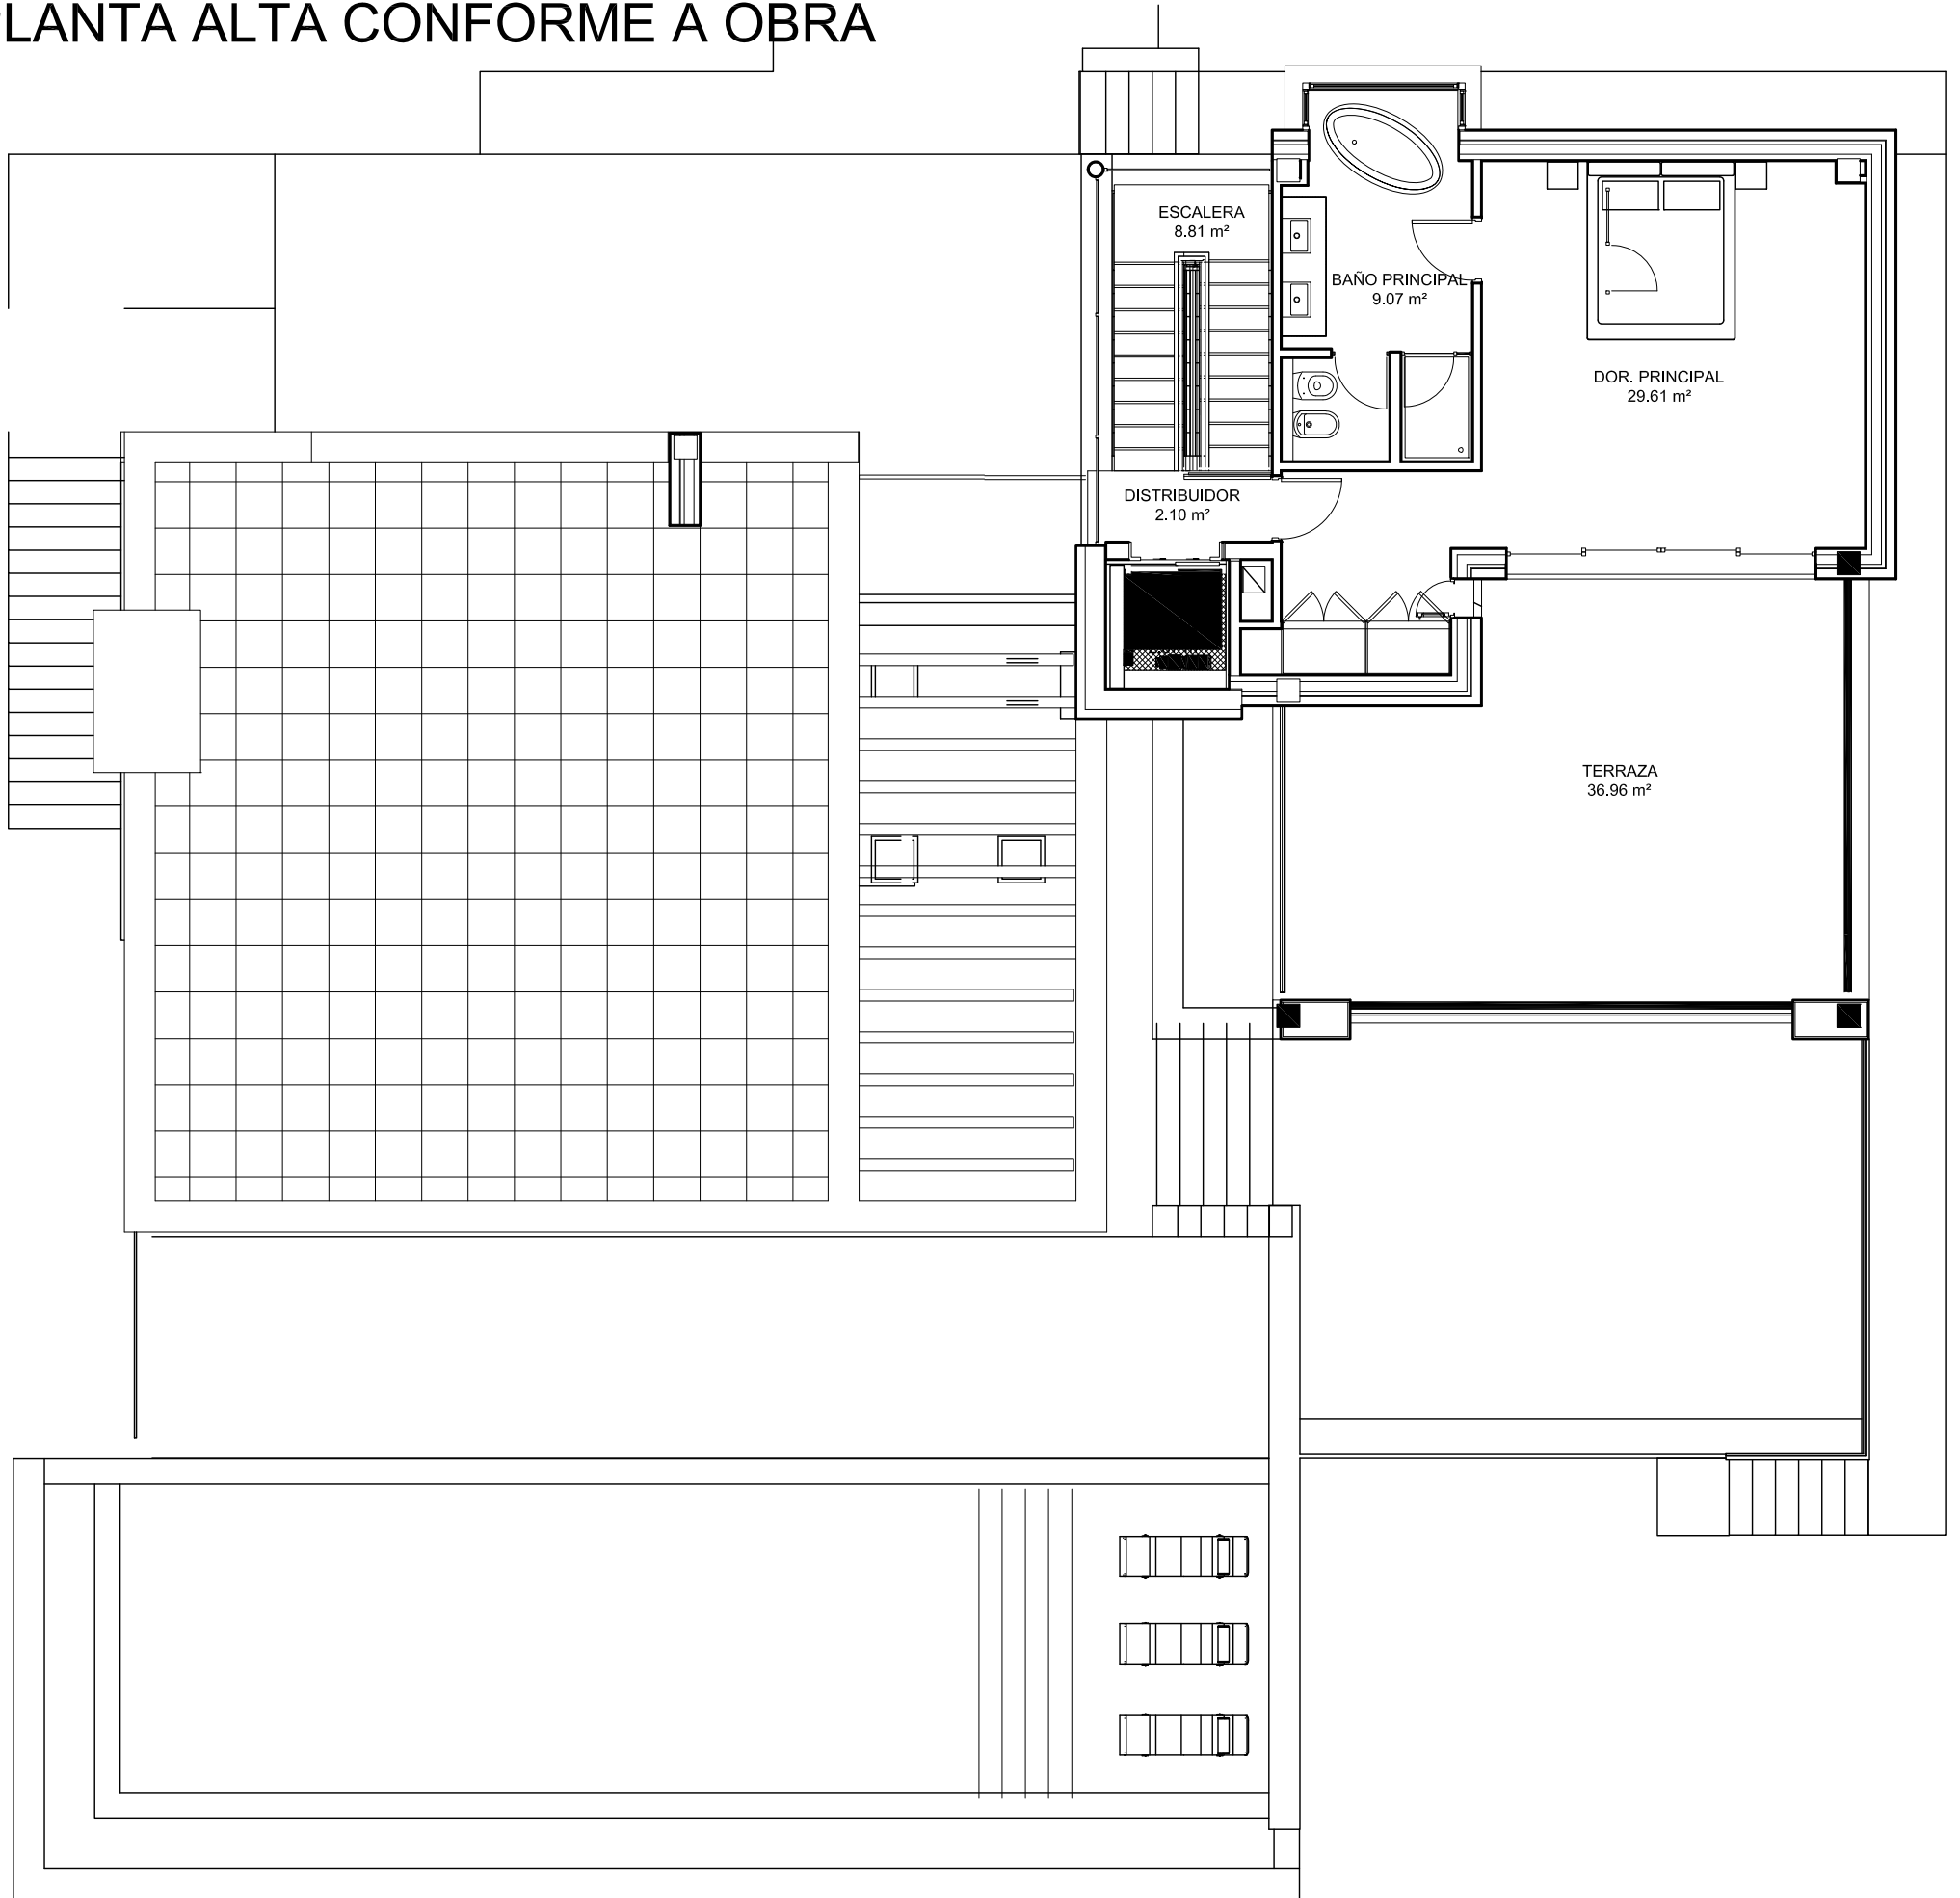 LANTA ALTA CONFORME A OBRA
ESCALERA
8.81 m²
BAÑO PRINCIPAL
9.07 m²
DOR. PRINCIPAL
29.61 m²
DISTRIBUIDOR
2.10 m²
TERRAZA
36.96 m²